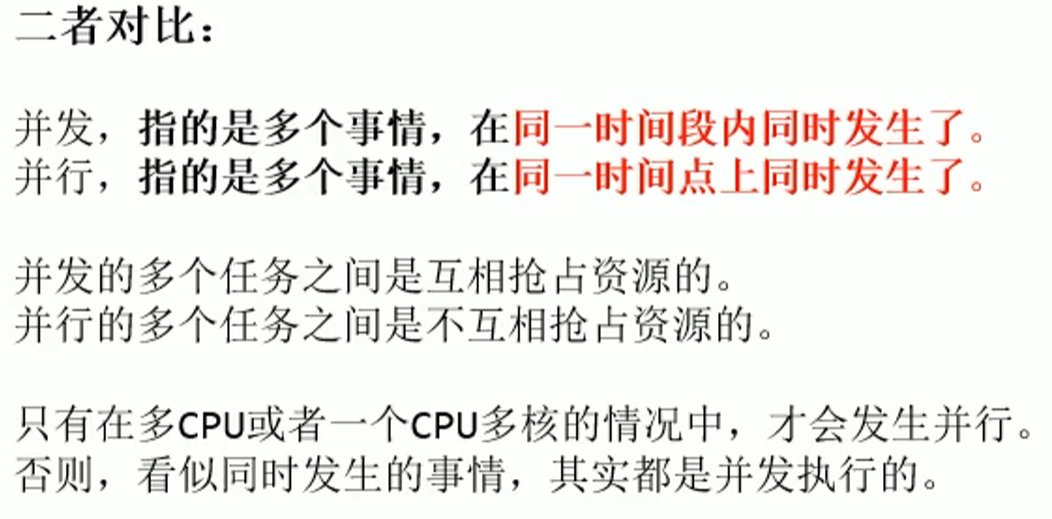 二者对比：
并发，指的是多个事情，在同一时间段内同时发生了。
并行，指的是多个事情，在同一时间点上同时发生了。
并发的多个任务之间是互相抢占资源的。
并行的多个任务之间是不互相抢占资源的。
只有在多CPU或者一个CPU多核的情况中，才会发生并行。
否则，看似同时发生的事情，其实都是并发执行的。